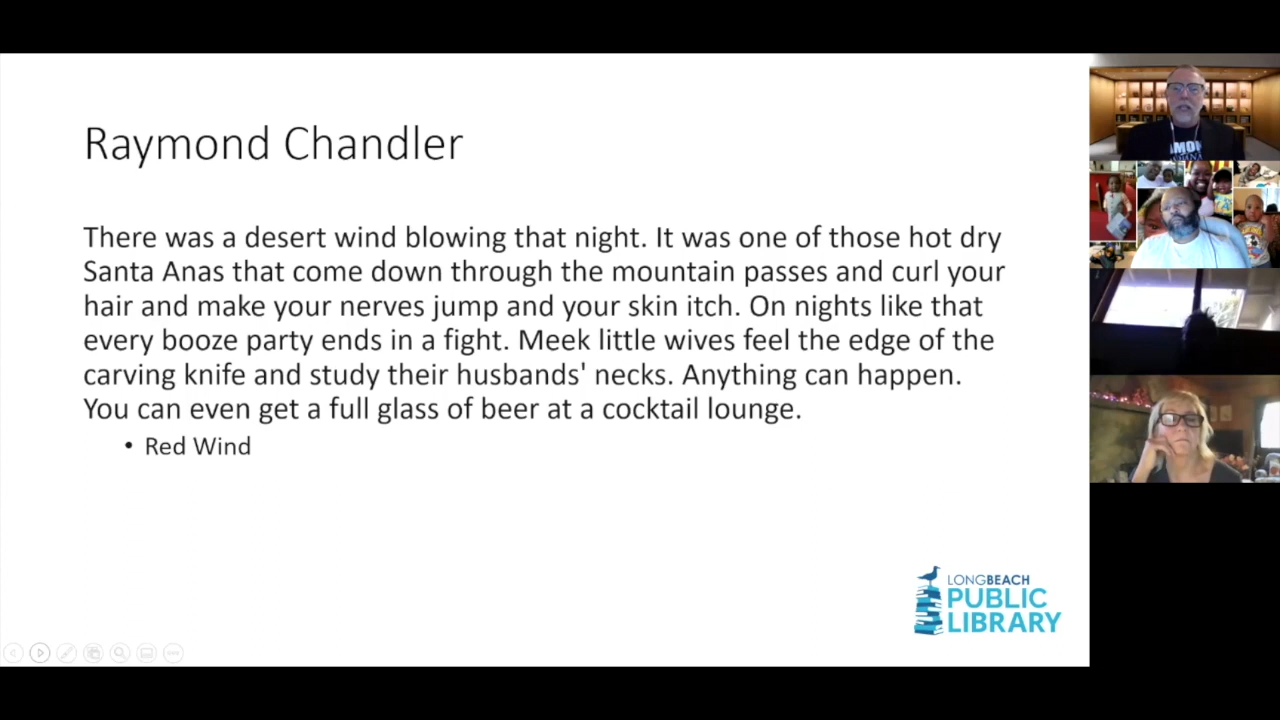 Raymond Chandler
There was a desert wind blowing that night. It was one of those hot dry
Santa Anas that come down through the mountain passes and curl your
hair and make your nerves jump and your skin itch. On nights like that
every booze party ends in a fight. Meek little wives feel the edge of the
carving knife and study their husbands' necks. Anything can happen.
You can even get a full glass of beer at a cocktail lounge.
• Red Wind
LONGBEACH
PUBLIC
LIBRARY